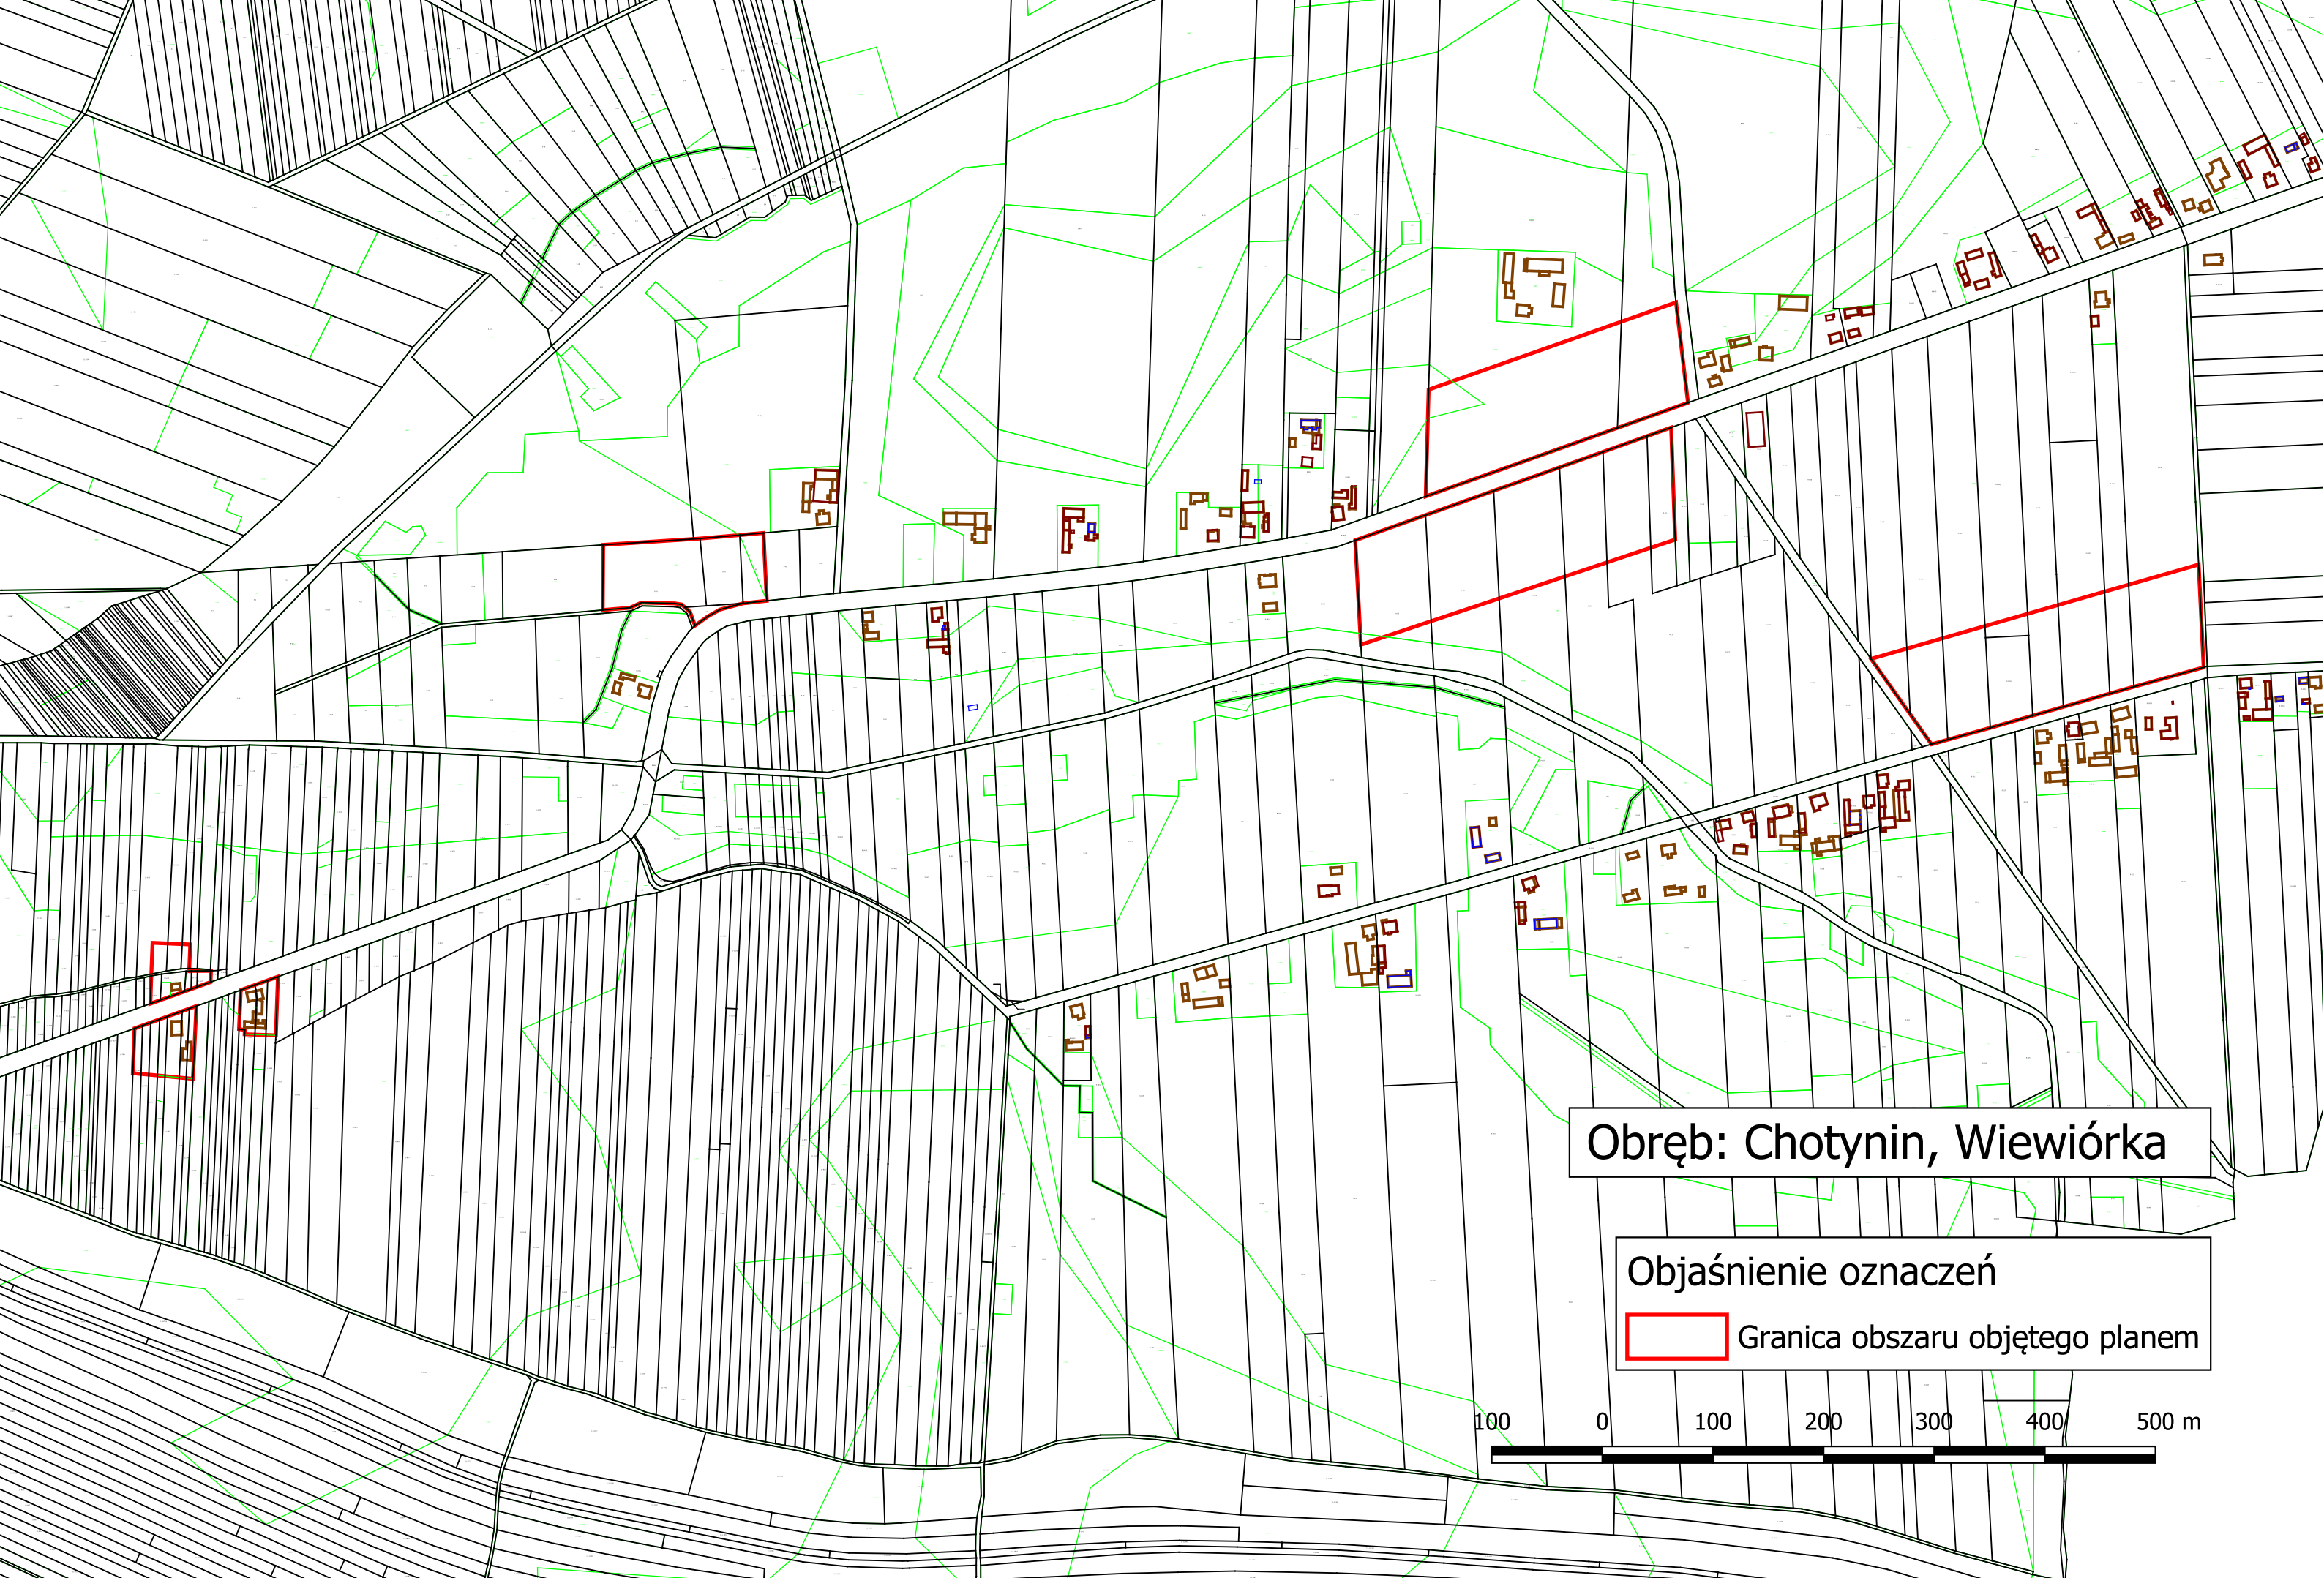 Obręb: Chotynin, Wiewiórka
Objaśnienie oznaczeń
Granica obszaru objętego planem
100 0 100 200 300 400 500 m